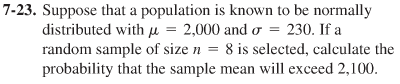 7-23. Suppose that a population is known to be normally
distributed with μ = 2,000 and σ = 230. If a
random sample of size n = 8 is selected, calculate the
probability that the sample mean will exceed 2,100.